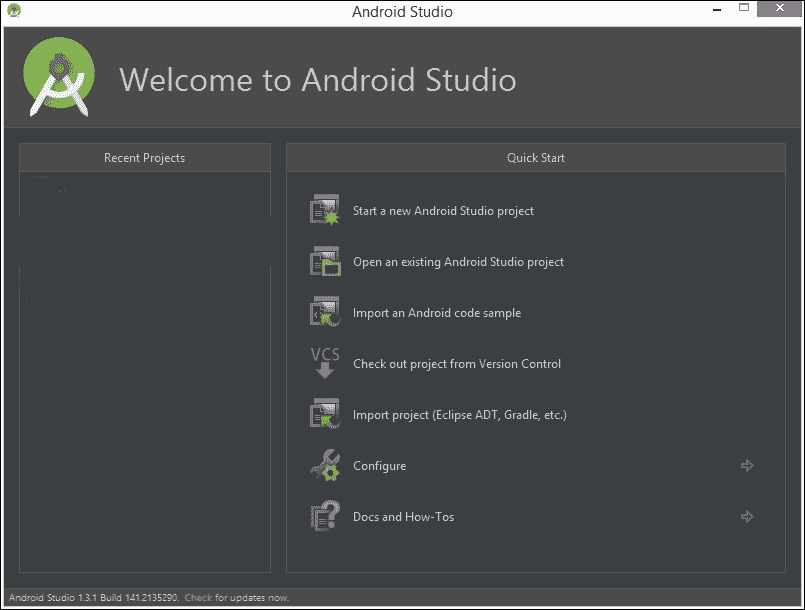 Android Studio
Welcome to Android Studio
Recent Projects
Quick Start
Start a new Android Studio project
Open an existing Android Studio project
Import an Android code sample
VCS
Check out project from Version Control
Import project (Eclipse ADT, Gradle, etc.)
Configure
Docs and How-Tos
Android Studio 1.3.1 Build 141.2135290. Check for updates now.